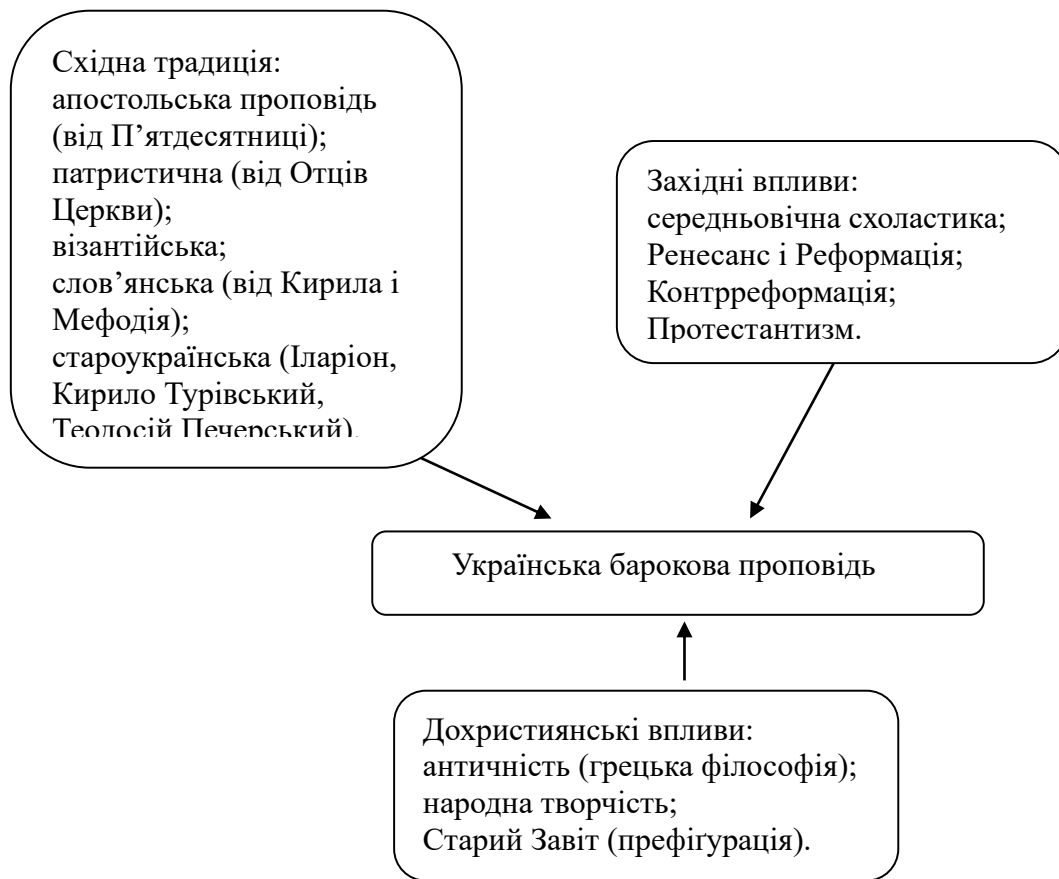 Східна традиція:
апостольська проповідь
(від П’ятдесятниці);
патристична (від Отців
Церкви);
візантійська;
слов’янська (від Кирила і
Мефодія);
староукраїнська (Іларіон,
Кирило Турівський,
Теодосій Печерський).
Західні впливи:
середньовічна схоластика;
Ренесанс і Реформація;
Контрреформація;
Протестантизм.
Українська барокова проповідь
Дохристиянські впливи:
античність (грецька філософія);
народна творчість;
Старий Завіт (префіґурація).